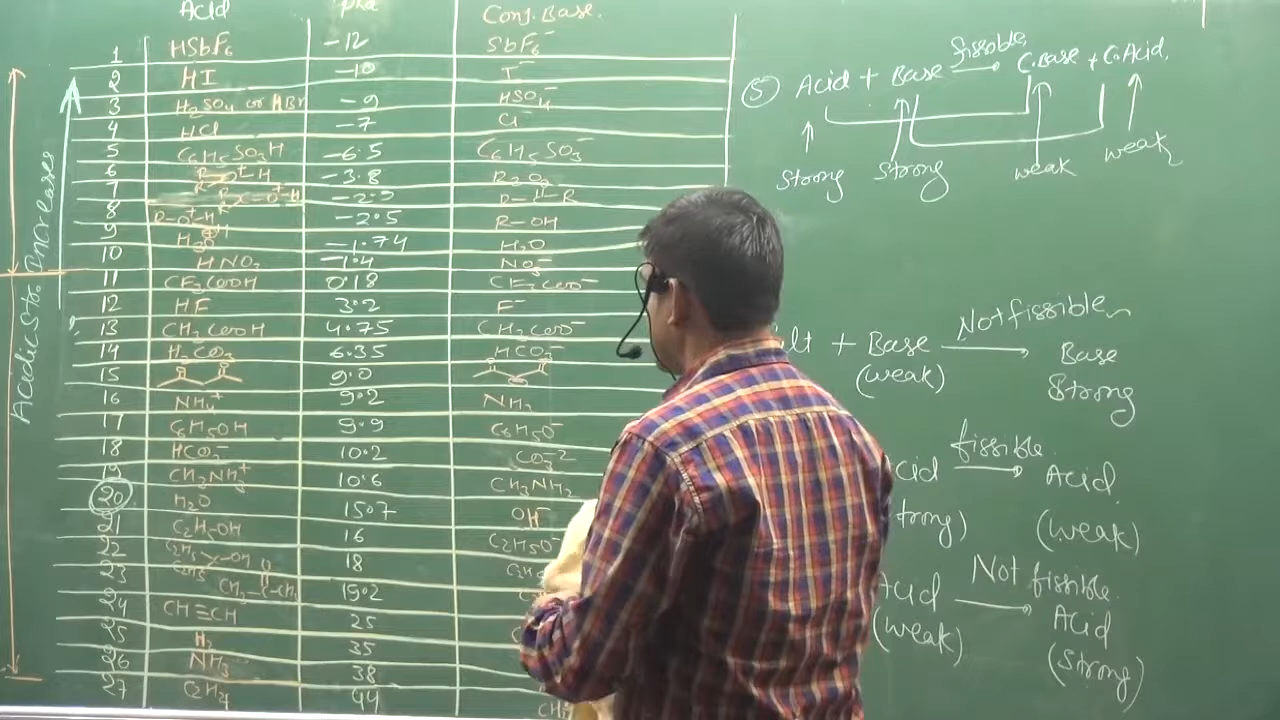 Acid pka Conj. Base.
1 HSbF6 -12 SbF6-
2 HI -10 I-
3 H2SO4 or HBr -9 HSO4-
4 HCl -7 Cl-
5 C6H5SO3H -6.5 C6H5SO3-
6 -3.8
7 -2.9
8 R-O+-H -2.5 R-OH
9 H3O -1.74 H2O
10 HNO3 -1.4 NO3-
11 CF3COOH 0.18 CF3COO-
12 HF 3.2 F-
13 CH3COOH 4.75 CH3COO-
14 H2CO3 6.35 HCO3-
15 9.0
16 NH4+ 9.2 NH3
17 C6H5OH 9.9 C6H5O-
18 HCO3- 10.2 CO3-2
19 CH3NH3+ 10.6 CH3NH2
20 H2O 15.7 OH-
21 C2H5OH 16 C2H5O-
22 18
23 19.2
24 CH≡CH 25
25 H2 35
26 NH3 38
27 C2H4 44
Acidic Str. Increases
(5) Acid + Base fissible C.Base + C.Acid.
Strong Strong weak weak
+ Base Not fissible Base
(weak) Strong
fissible Acid
(weak)
Not fissible
(weak) Acid
(Strong)